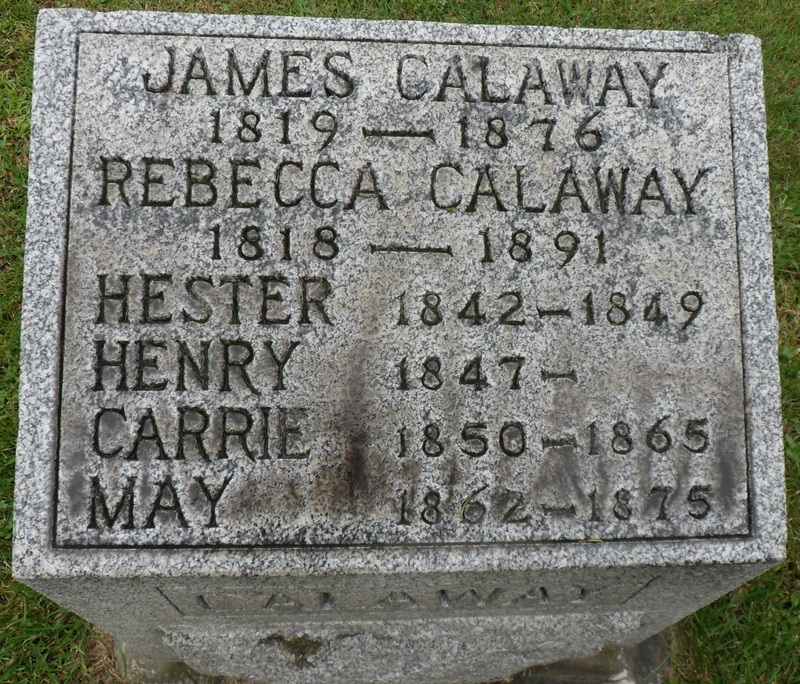 JAMES CALAWAY
1819 — 1876
REBECCA CALAWAY
1818 — 1891
HESTER 1842-1849
HENRY 1847-
CARRIE 1850-1865
MAY 1862-1875
CALAWAY